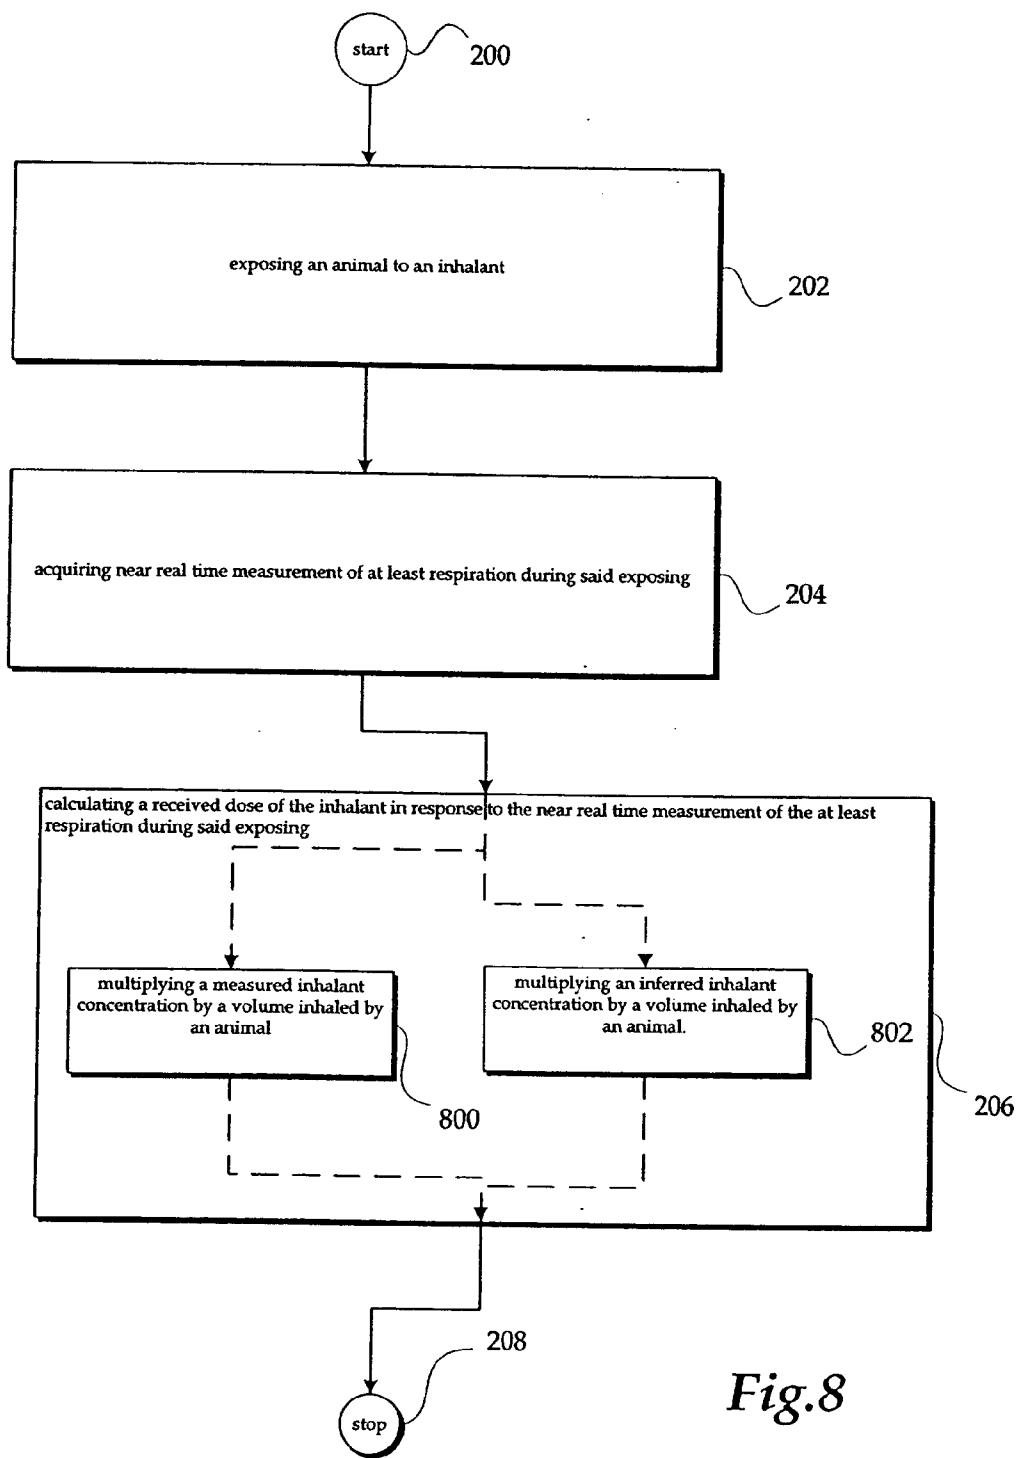 start
200
exposing an animal to an inhalant
202
acquiring near real time measurement of at least respiration during said exposing
204
calculating a received dose of the inhalant in response to the near real time measurement of the at least
respiration during said exposing
multiplying a measured inhalant
concentration by a volume inhaled by
an animal
800
multiplying an inferred inhalant
concentration by a volume inhaled by
an animal.
802
206
208
stop
Fig.8